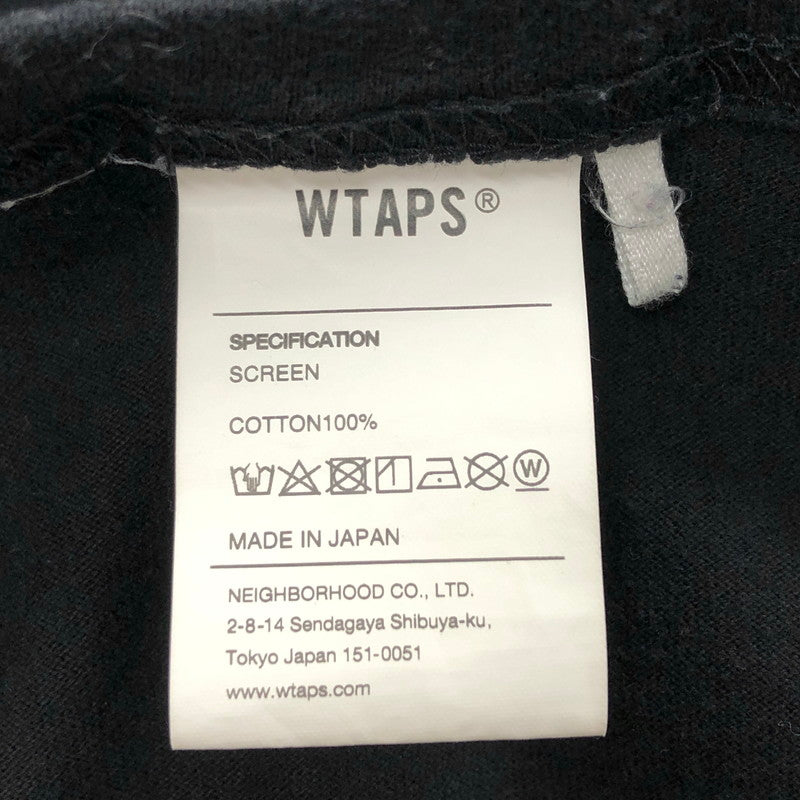 WTAPS®
SPECIFICATION
SCREEN
COTTON100%
W
MADE IN JAPAN
NEIGHBORHOOD CO., LTD.
2-8-14 Sendagaya Shibuya-ku,
Tokyo Japan 151-0051
www.wtaps.com